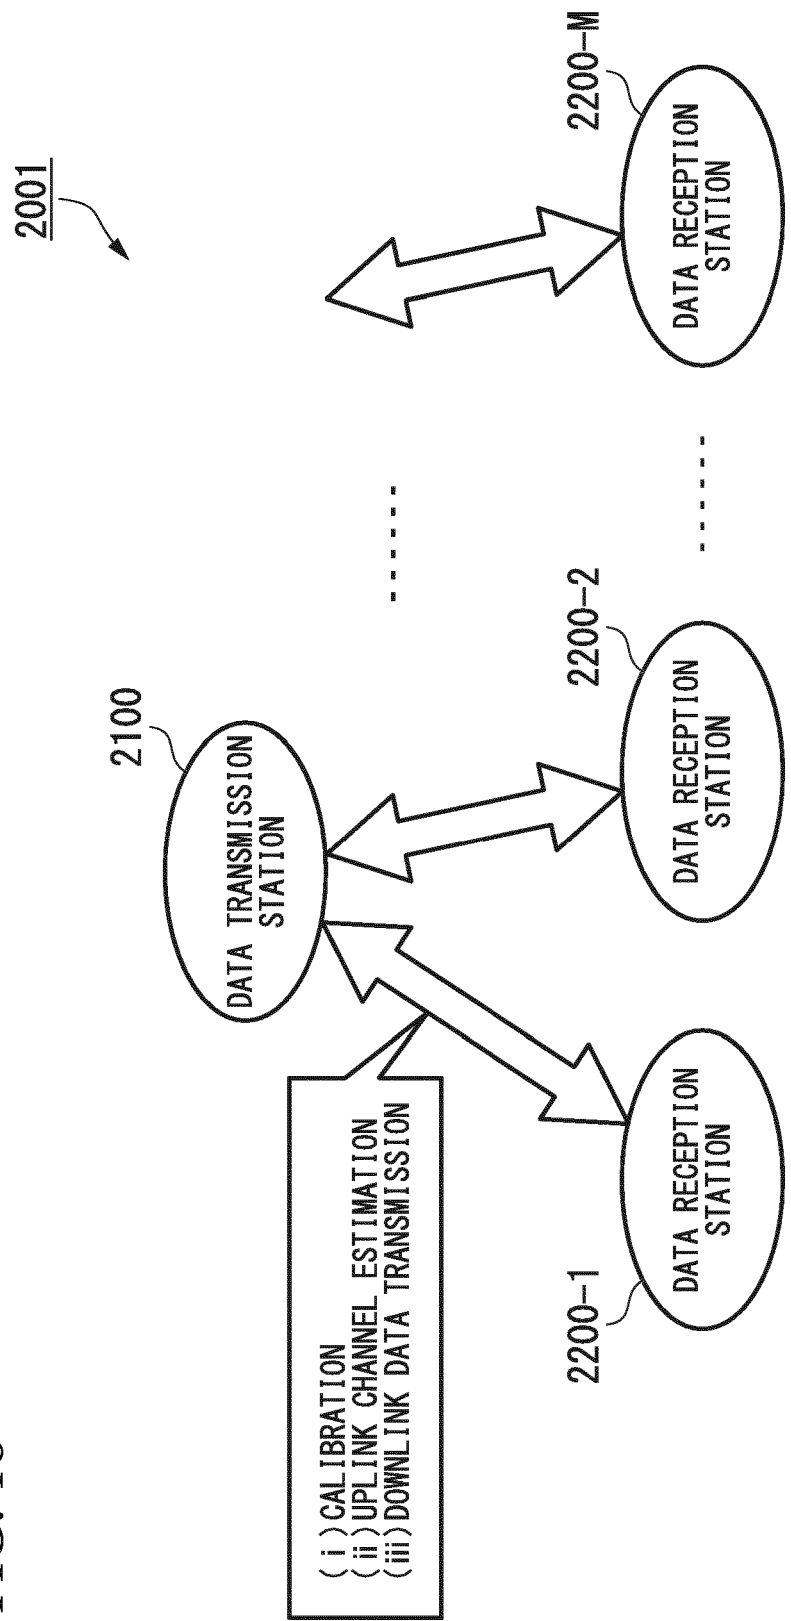 2001
2100
DATA TRANSMISSION
STATION
(i)CALIBRATION
(ii)UPLINK CHANNEL ESTIMATION
(iii)DOWNLINK DATA TRANSMISSION
2200-1
DATA RECEPTION
STATION
2200-2
DATA RECEPTION
STATION
2200-M
DATA RECEPTION
STATION